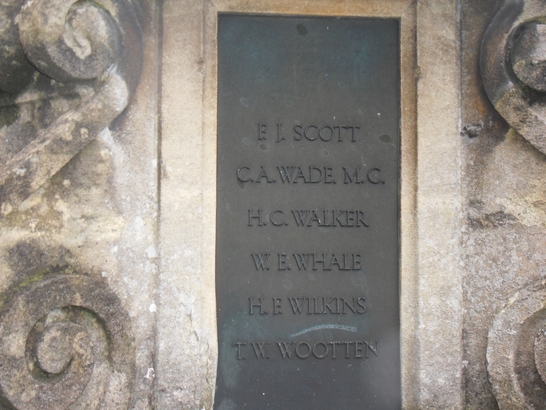 F. J. SCOTT
C. A. WADE. M. C.
H. C. WALKER
W. E. WHALE
H. F. WILKINS
T. W. WOOTTEN